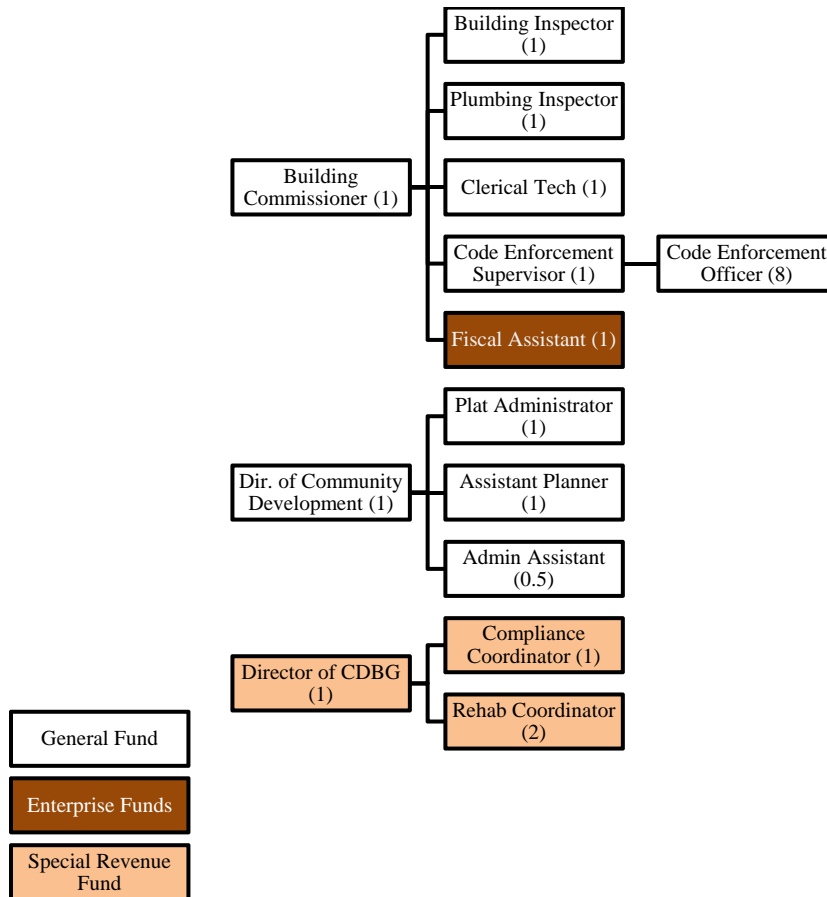 Building Inspector
(1)
Plumbing Inspector
(1)
Building
Commissioner (1)
Clerical Tech (1)
Code Enforcement
Supervisor (1)
Code Enforcement
Officer (8)
Fiscal Assistant (1)
Plat Administrator
(1)
Dir. of Community
Development (1)
Assistant Planner
(1)
Admin Assistant
(0.5)
Compliance
Coordinator (1)
Director of CDBG
(1)
Rehab Coordinator
(2)
General Fund
Enterprise Funds
Special Revenue
Fund